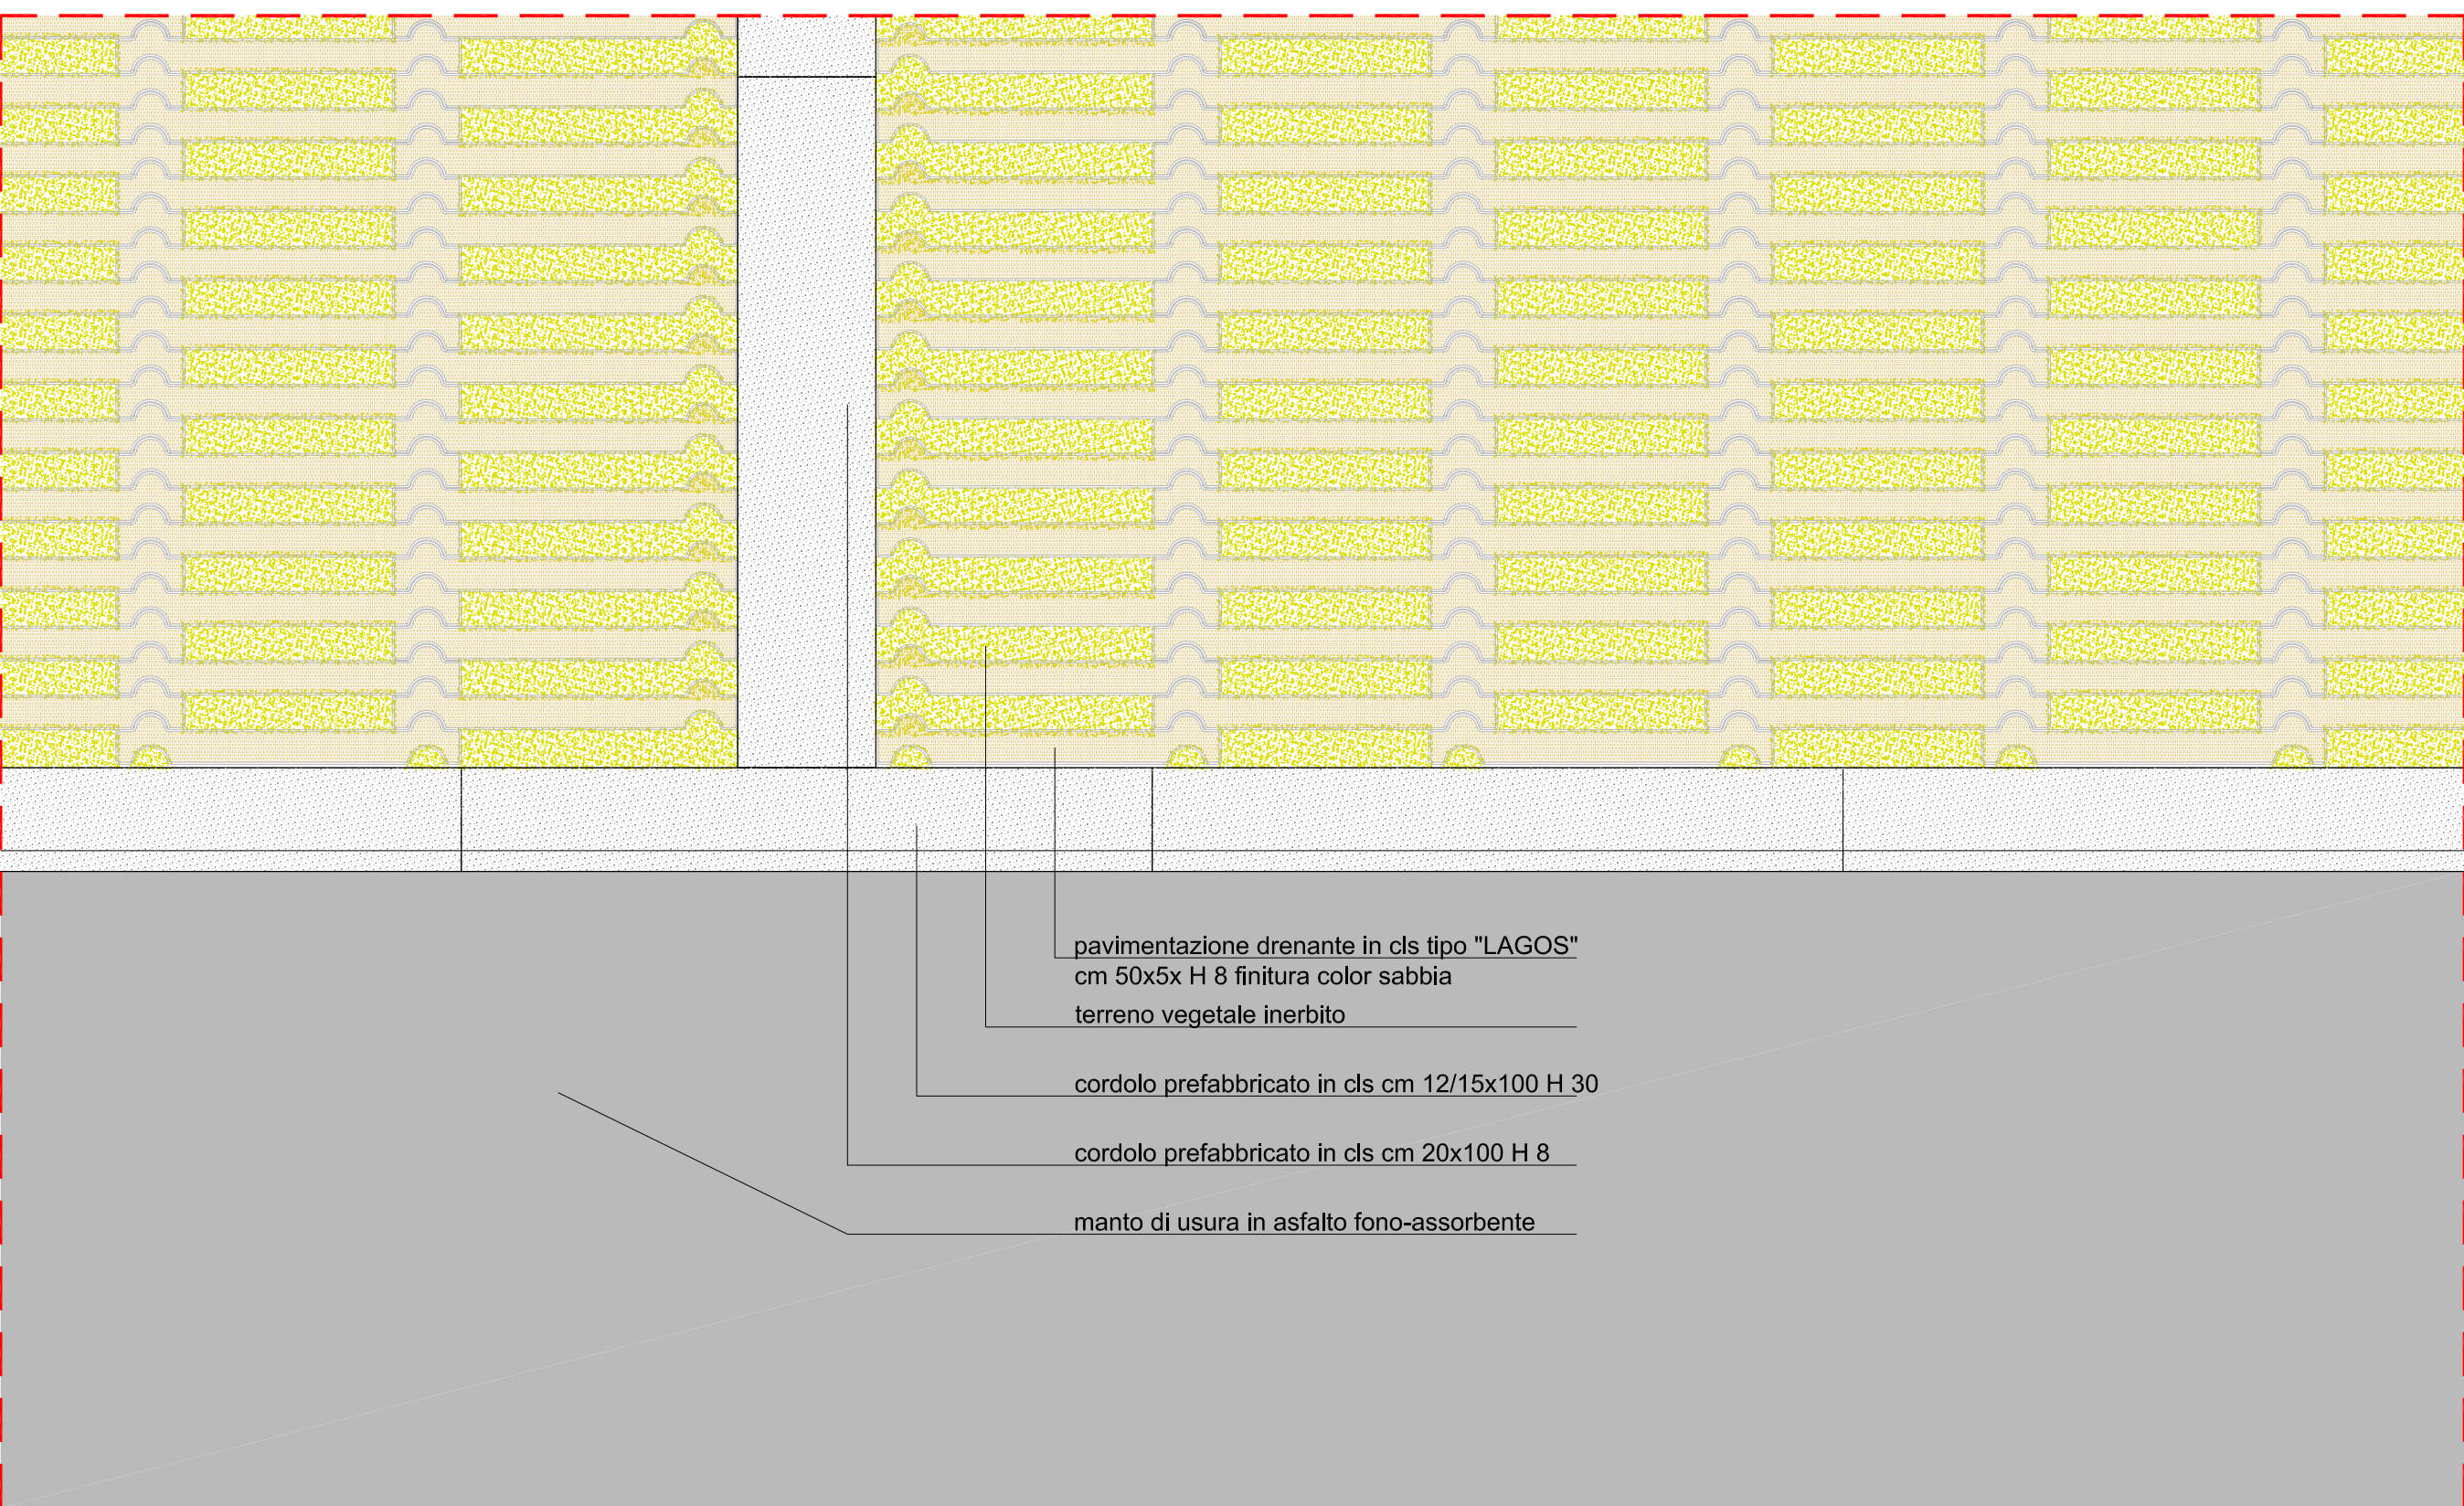 pavimentazione drenante in cls tipo "LAGOS"
cm 50x5x H 8 finitura color sabbia
terreno vegetale inerbito
cordolo prefabbricato in cls cm 12/15x100 H 30
cordolo prefabbricato in cls cm 20x100 H 8
manto di usura in asfalto fono-assorbente